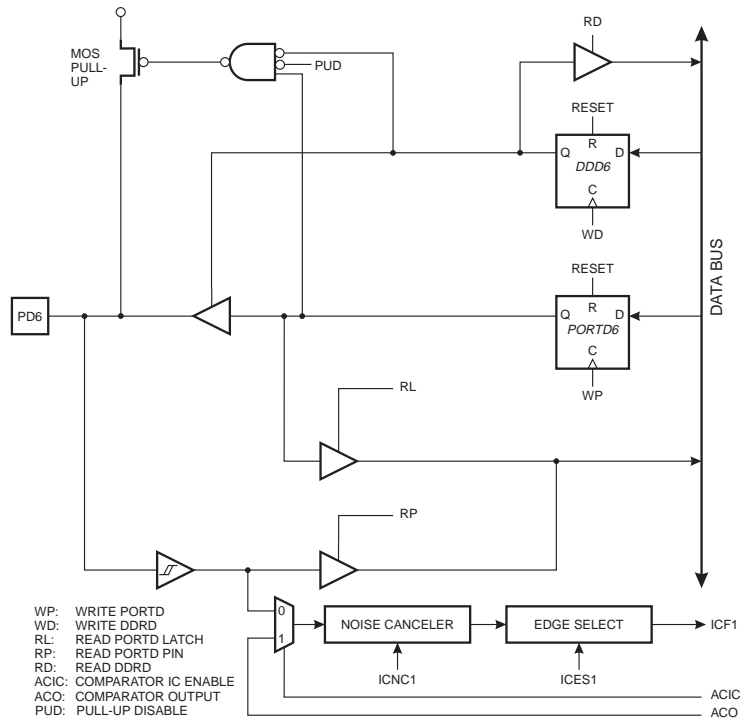 RD
MOS
PULL-
UP
PUD
RESET
R
Q
D
DDD6
C
WD
DATA BUS
RESET
PD6
R
Q
D
PORTD6
C
WP
RL
RP
0
1
NOISE CANCELER
EDGE SELECT
ICF1
ICNC1
ICES1
ACIC
ACO
WP: WRITE PORTD
WD: WRITE DDRD
RL: READ PORTD LATCH
RP: READ PORTD PIN
RD: READ DDRD
ACIC: COMPARATOR IC ENABLE
ACO: COMPARATOR OUTPUT
PUD: PULL-UP DISABLE